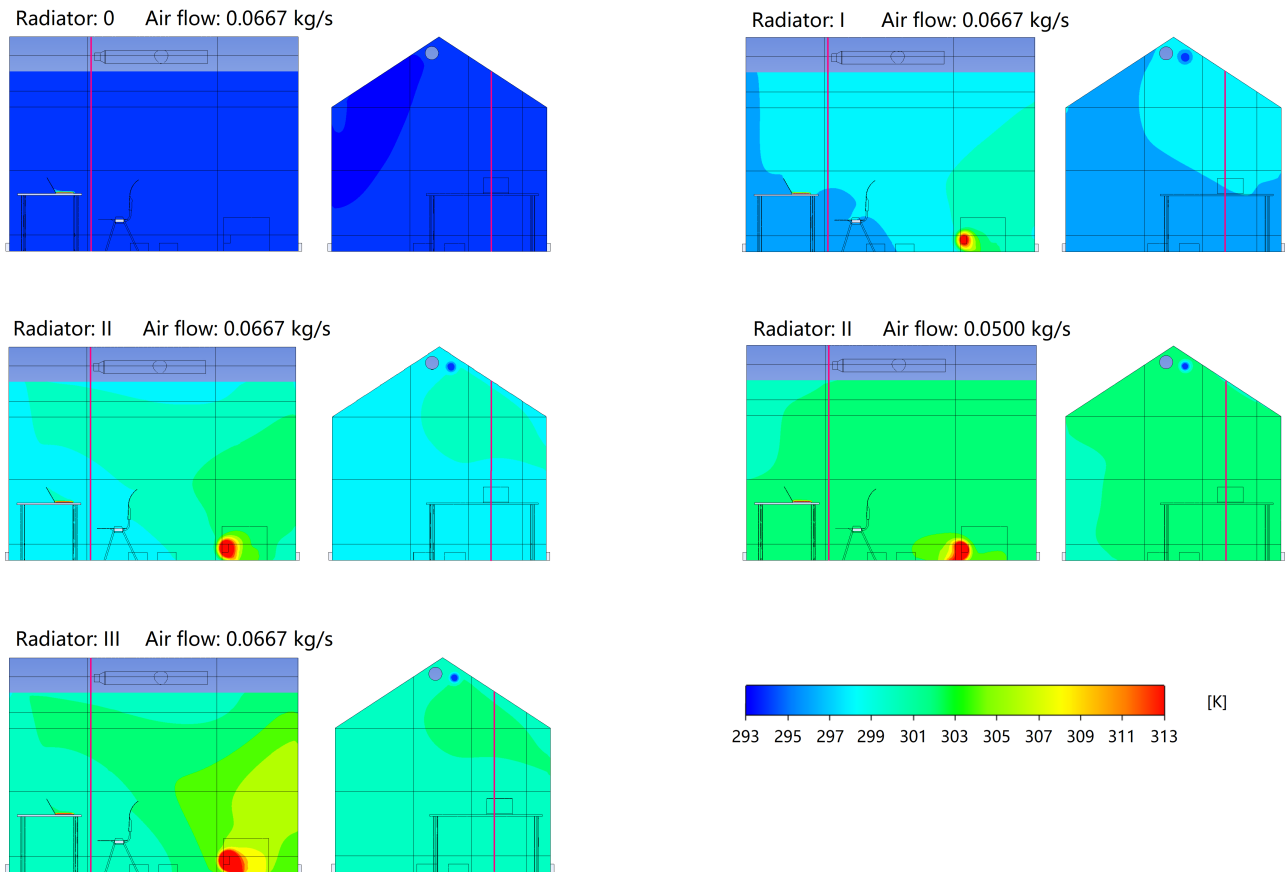 Radiator: 0 Air flow: 0.0667 kg/s
Radiator: I Air flow: 0.0667 kg/s
Radiator: II Air flow: 0.0667 kg/s
Radiator: II Air flow: 0.0500 kg/s
Radiator: III Air flow: 0.0667 kg/s
[K]
293 295 297 299 301 303 305 307 309 311 313